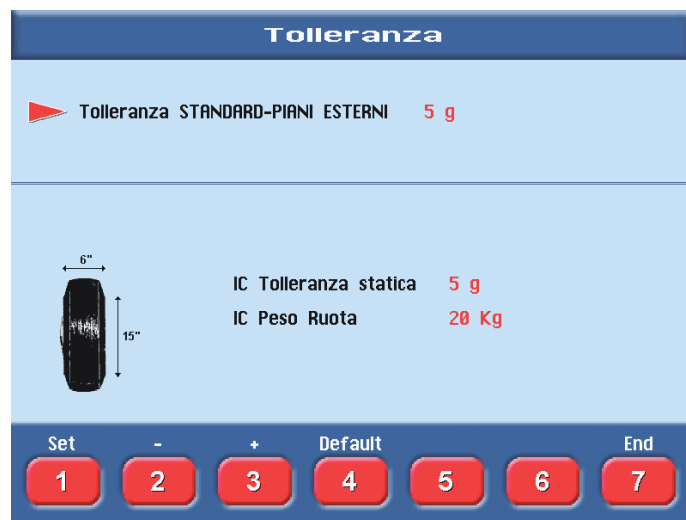 Tolleranza
Tolleranza STANDARD-PIANI ESTERNI 5 g
6"
15"
IC Tolleranza statica 5 g
IC Peso Ruota 20 Kg
Set - + Default End
1 2 3 4 5 6 7